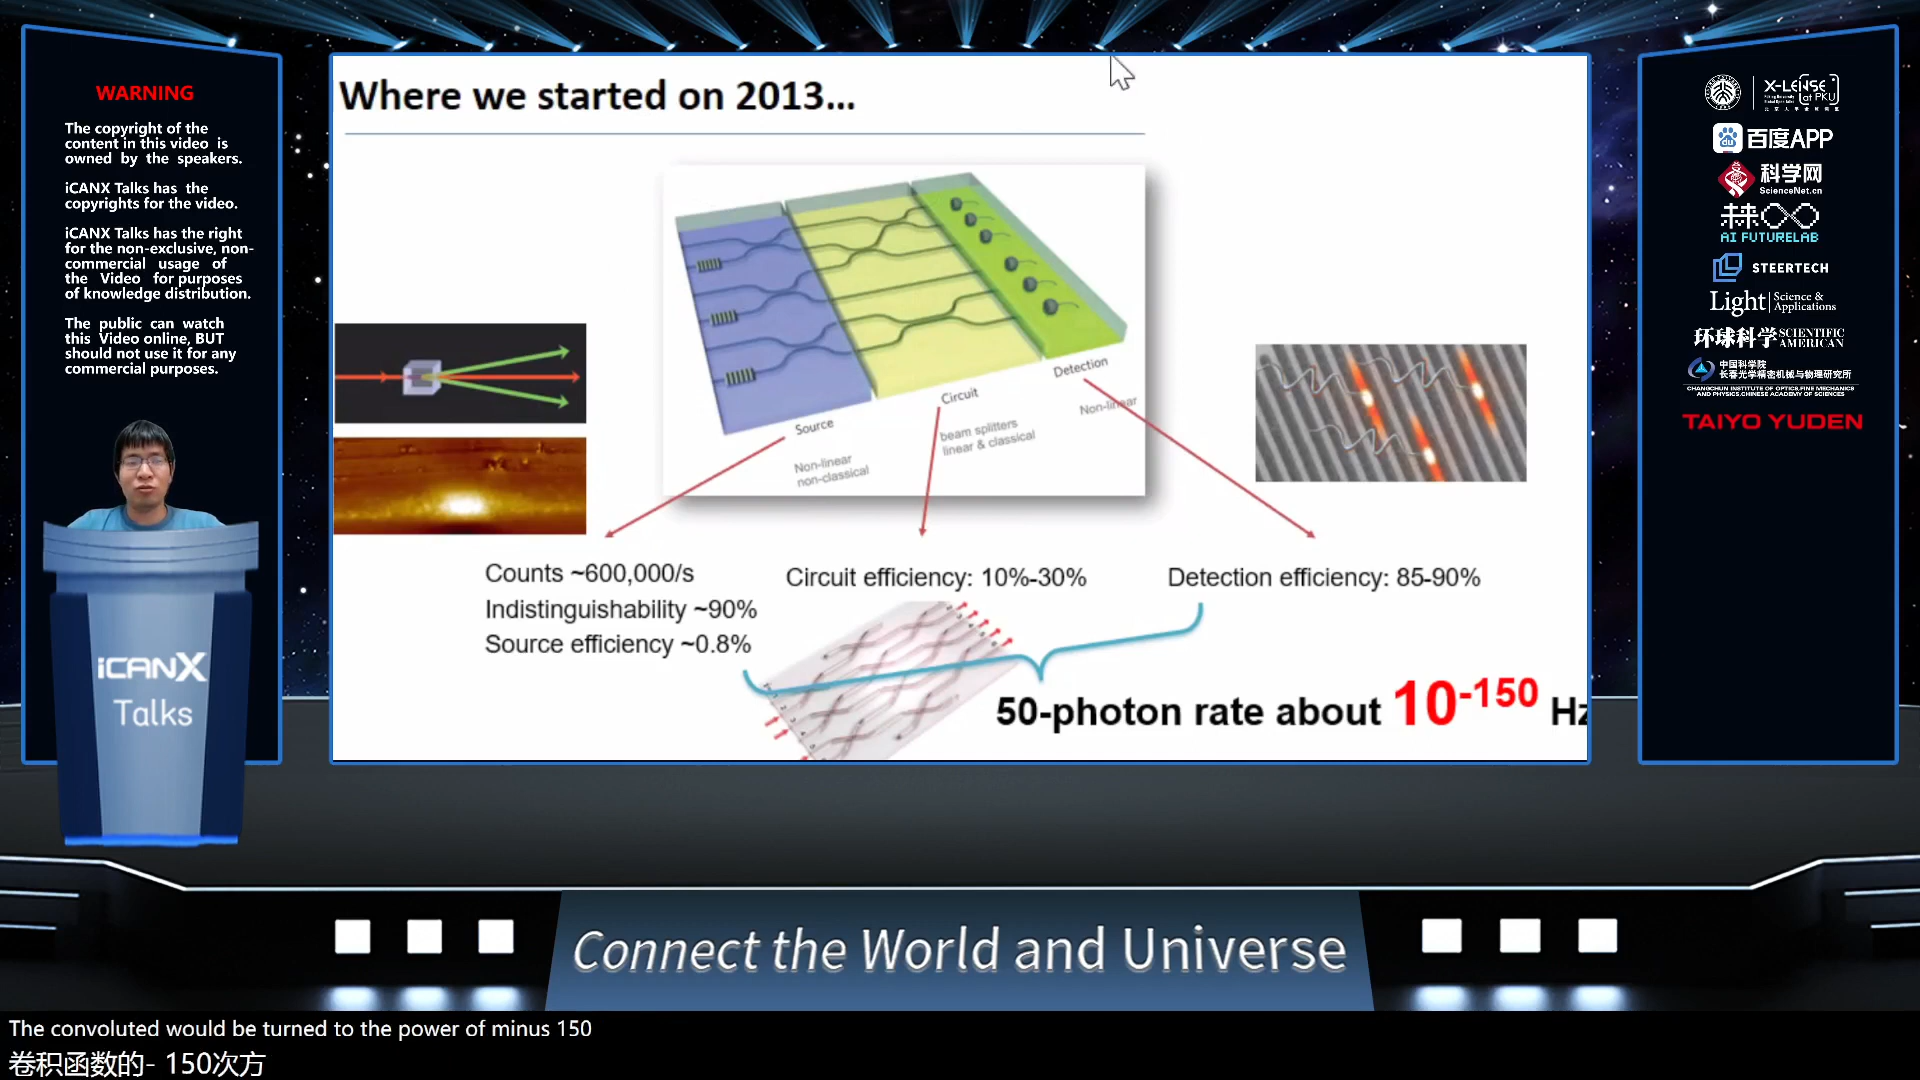 WARNING
The copyright of the
content in this video is
owned by the speakers.
iCANX Talks has the
copyrights for the video.
iCANX Talks has the right
for the non-exclusive, non-
commercial usage of
the Video for purposes
of knowledge distribution.
The public can watch
this Video online, BUT
should not use it for any
commercial purposes.
iCANX
Talks
Where we started on 2013...
Source
Circuit
Detection
Non-linear
non-classical
beam splitters
linear & classical
Non-linear
Counts ~600,000/s
Indistinguishability ~90%
Source efficiency ~0.8%
Circuit efficiency: 10%-30%
Detection efficiency: 85-90%
50-photon rate about 10-150 Hz
X-LENSE
at PKU
du 百度APP
科学网
ScienceNet.cn
AI FUTURELAB
STEERTECH
Light Science &
Applications
环球科学 SCIENTIFIC
AMERICAN
中国科学院
长春光学精密机械与物理研究所
CHANGCHUN INSTITUTE OF OPTICS,FINE MECHANICS
AND PHYSICS,CHINESE ACADEMY OF SCIENCES
TAIYO YUDEN
Connect the World and Universe
The convoluted would be turned to the power of minus 150
卷积函数的- 150次方